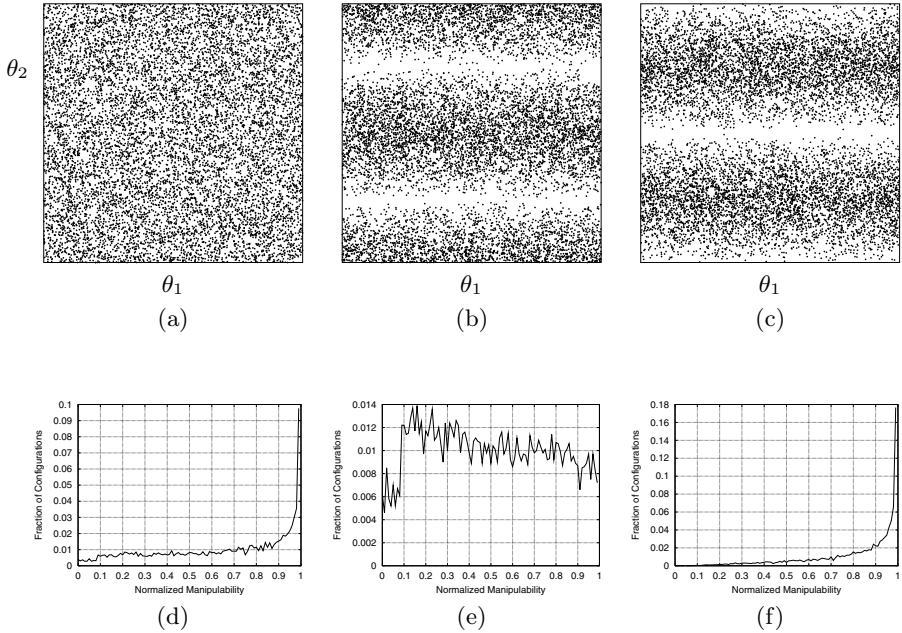 θ2
θ1
θ1
θ1
(a)
(b)
(c)
Fraction of Configurations
0.1
0.09
0.08
0.07
0.06
0.05
0.04
0.03
0.02
0.01
0
0 0.1 0.2 0.3 0.4 0.5 0.6 0.7 0.8 0.9 1
Normalized Manipulability
(d)
Fraction of Configurations
0.014
0.012
0.010
0.008
0.006
0.004
0.002
0
0 0.1 0.2 0.3 0.4 0.5 0.6 0.7 0.8 0.9 1
Normalized Manipulability
(e)
Fraction of Configurations
0.18
0.16
0.14
0.12
0.1
0.08
0.06
0.04
0.02
0
0 0.1 0.2 0.3 0.4 0.5 0.6 0.7 0.8 0.9 1
Normalized Manipulability
(f)